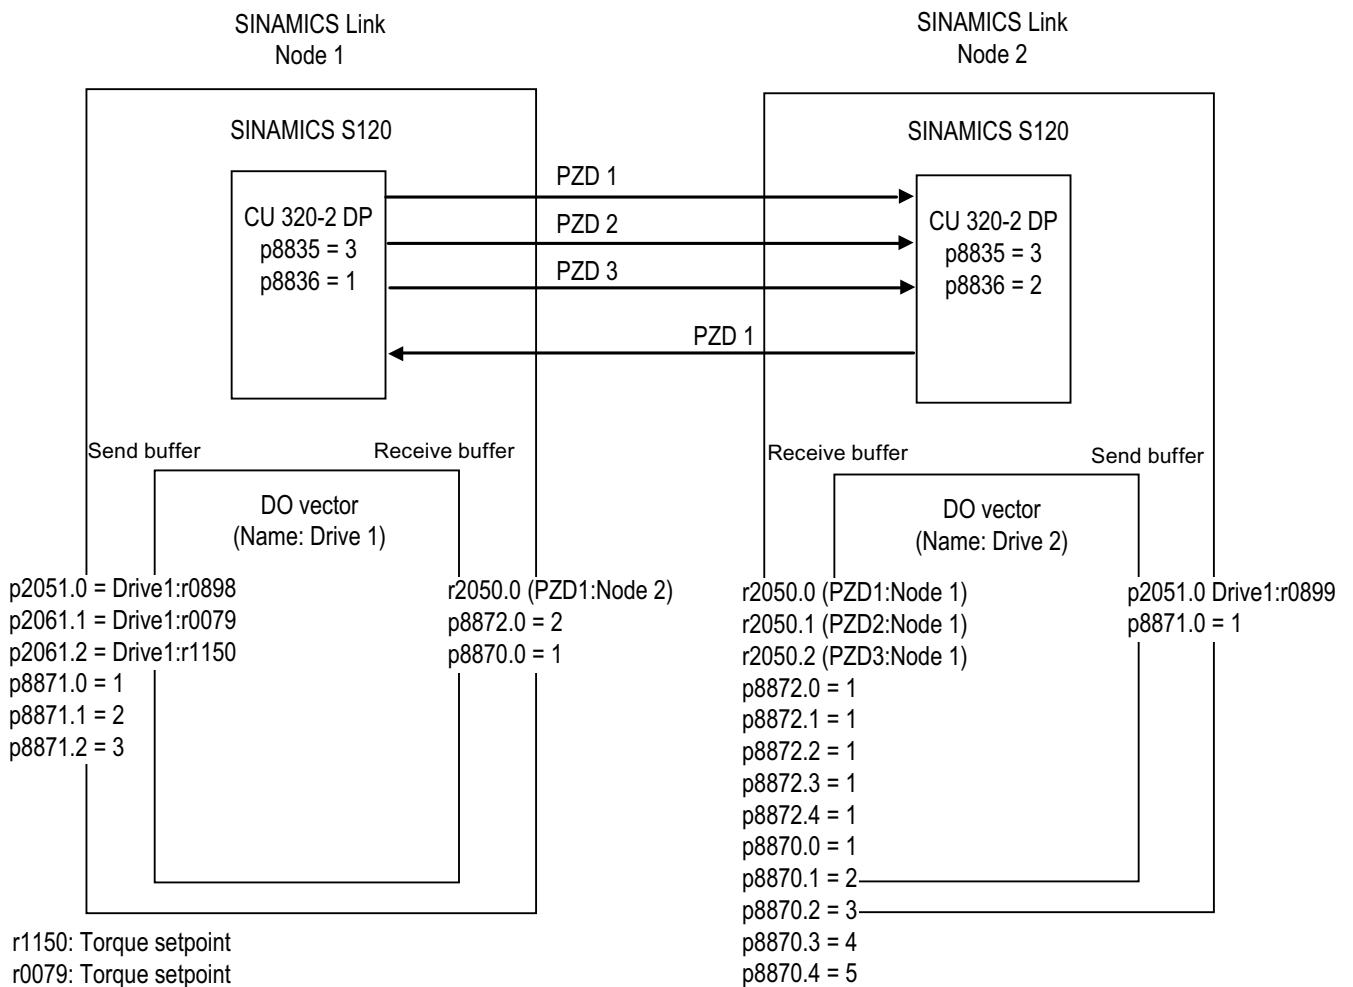 SINAMICS Link
Node 1
SINAMICS Link
Node 2
SINAMICS S120
SINAMICS S120
CU 320-2 DP
p8835 = 3
p8836 = 1
PZD 1
PZD 2
PZD 3
PZD 1
CU 320-2 DP
p8835 = 3
p8836 = 2
Send buffer
Receive buffer
DO vector
(Name: Drive 1)
p2051.0 = Drive1:r0898
p2061.1 = Drive1:r0079
p2061.2 = Drive1:r1150
p8871.0 = 1
p8871.1 = 2
p8871.2 = 3
r2050.0 (PZD1:Node 2)
p8872.0 = 2
p8870.0 = 1
Receive buffer
Send buffer
DO vector
(Name: Drive 2)
r2050.0 (PZD1:Node 1)
r2050.1 (PZD2:Node 1)
r2050.2 (PZD3:Node 1)
p8872.0 = 1
p8872.1 = 1
p8872.2 = 1
p8872.3 = 1
p8872.4 = 1
p8870.0 = 1
p8870.1 = 2
p8870.2 = 3
p8870.3 = 4
p8870.4 = 5
p2051.0 Drive1:r0899
p8871.0 = 1
r1150: Torque setpoint
r0079: Torque setpoint